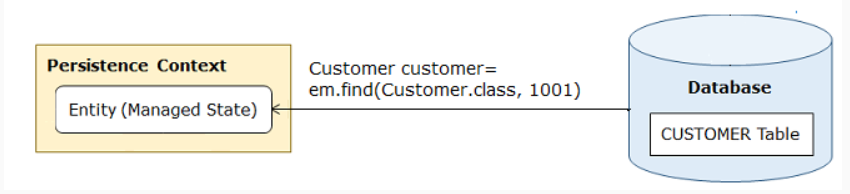 Persistence Context
Entity (Managed State)
Customer customer=
em.find(Customer.class, 1001)
Database
CUSTOMER Table